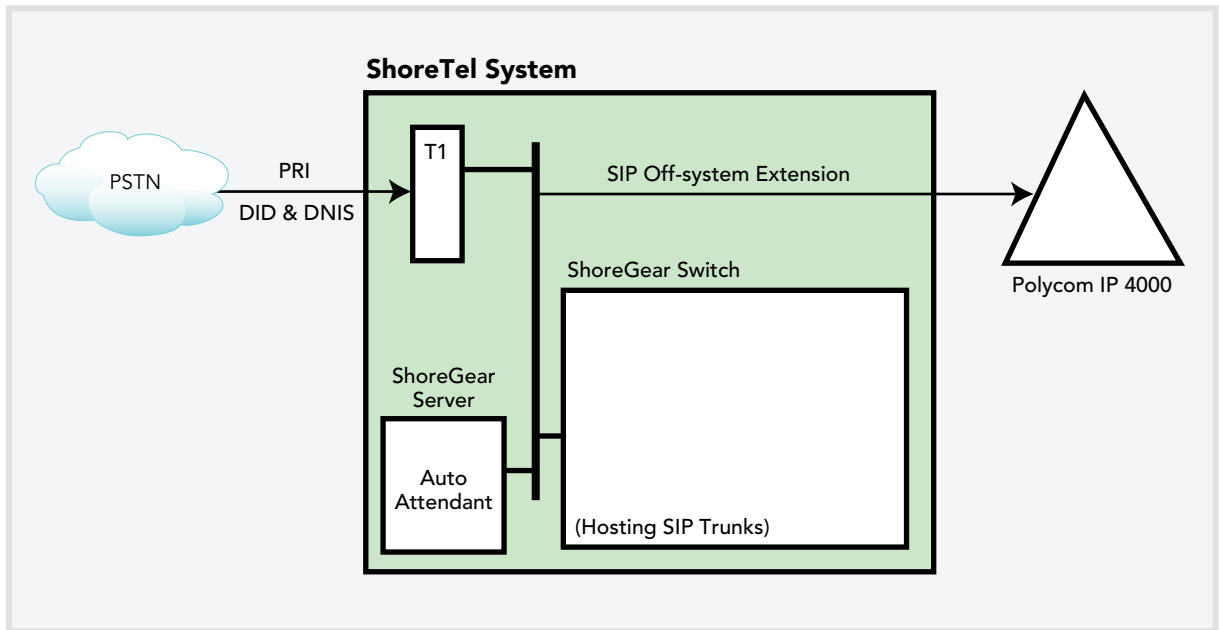 ShoreTel System
PSTN
PRI
DID & DNIS
T1
SIP Off-system Extension
Polycom IP 4000
ShoreGear Switch
(Hosting SIP Trunks)
ShoreGear
Server
Auto
Attendant